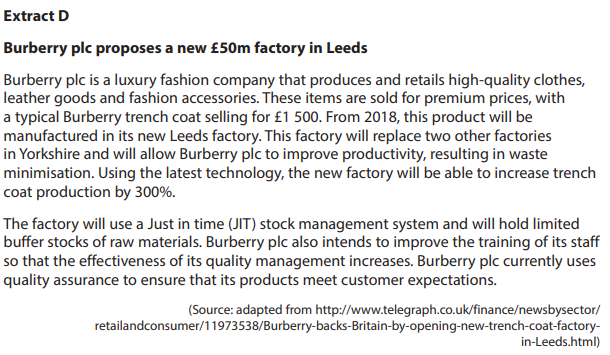 Extract D
Burberry plc proposes a new £50m factory in Leeds
Burberry plc is a luxury fashion company that produces and retails high-quality clothes,
leather goods and fashion accessories. These items are sold for premium prices, with
a typical Burberry trench coat selling for £1 500. From 2018, this product will be
manufactured in its new Leeds factory. This factory will replace two other factories
in Yorkshire and will allow Burberry plc to improve productivity, resulting in waste
minimisation. Using the latest technology, the new factory will be able to increase trench
coat production by 300%.
The factory will use a Just in time (JIT) stock management system and will hold limited
buffer stocks of raw materials. Burberry plc also intends to improve the training of its staff
so that the effectiveness of its quality management increases. Burberry plc currently uses
quality assurance to ensure that its products meet customer expectations.
(Source: adapted from http://www.telegraph.co.uk/finance/newsbysector/
retailandconsumer/11973538/Burberry-backs-Britain-by-opening-new-trench-coat-factory-
in-Leeds.html)